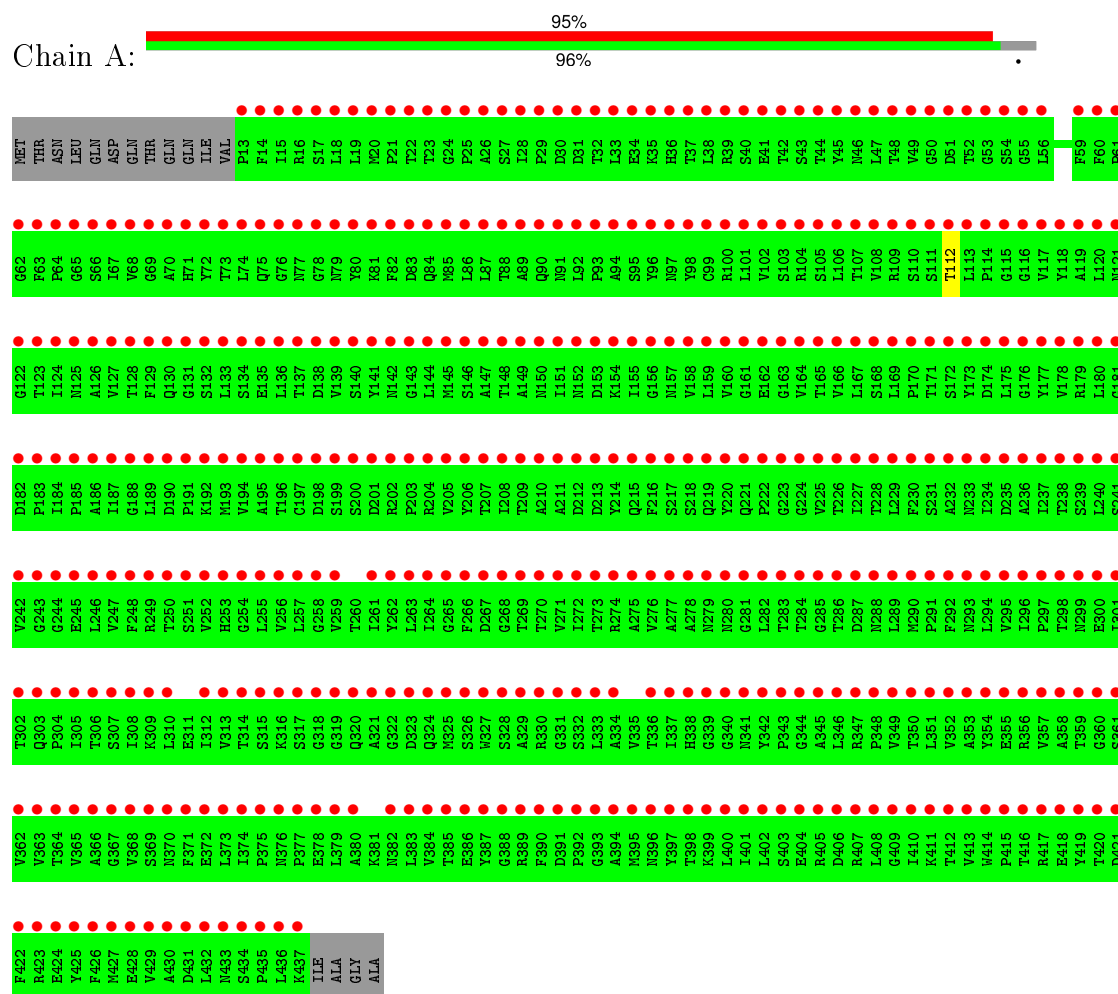 95%
Chain A:
96%
MET THR ASN LEU GLN ASP GLN THR GLN GLN ILE VAL P13 F14 I15 R16 S17 L18 L19 M20 P21 T22 T23 G24 P25 A26 S27 I28 P29 D30 D31 T32 L33 E34 K35 H36 T37 L38 R39 S40 E41 T42 S43 T44 Y45 N46 L47 T48 V49 G50 D51 T52 G53 S54 G55 L56 F59 F60 P61
G62 F63 P64 G65 S66 I67 V68 G69 A70 H71 Y72 T73 L74 Q75 G76 N77 G78 N79 Y80 K81 F82 D83 Q84 M85 L86 L87 T88 A89 Q90 N91 L92 P93 A94 S95 Y96 N97 Y98 C99 R100 L101 V102 S103 R104 S105 L106 T107 V108 R109 S110 S111 T112 L113 P114 G115 G116 V117 Y118 A119 L120 N121
G122 T123 I124 N125 A126 V127 T128 F129 Q130 G131 S132 L133 S134 E135 L136 T137 D138 V139 S140 Y141 N142 G143 L144 M145 S146 A147 T148 A149 N150 I151 N152 D153 K154 I155 G156 N157 V158 L159 V160 G161 E162 G163 V164 T165 V166 L167 S168 L169 P170 T171 S172 Y173 D174 L175 G176 Y177 V178 R179 L180 G181
D182 P183 I184 P185 A186 I187 G188 L189 D190 P191 K192 M193 V194 A195 T196 C197 D198 S199 S200 D201 R202 P203 R204 V205 Y206 T207 I208 T209 A210 A211 D212 D213 Y214 Q215 F216 S217 S218 Q219 Y220 Q221 P222 G223 G224 V225 T226 I227 T228 L229 F230 S231 A232 N233 I234 D235 A236 I237 T238 S239 L240 S241
V242 G243 G244 E245 L246 V247 F248 R249 T250 S251 V252 H253 G254 L255 V256 L257 G258 V259 T260 I261 Y262 L263 I264 G265 F266 D267 G268 T269 T270 V271 I272 T273 R274 A275 V276 A277 A278 N279 N280 G281 L282 T283 T284 G285 T286 D287 N288 L289 M290 P291 F292 N293 L294 V295 I296 P297 T298 N299 E300 I301
T302 Q303 P304 I305 T306 S307 I308 K309 L310 E311 I312 V313 T314 S315 K316 S317 G318 G319 Q320 A321 G322 D323 Q324 M325 S326 W327 S328 A329 R330 G331 S332 L333 A334 V335 T336 I337 H338 G339 G340 N341 Y342 P343 G344 A345 L346 R347 P348 V349 T350 L351 V352 A353 Y354 E355 R356 V357 A358 T359 G360 S361
V362 V363 T364 V365 A366 G367 V368 S369 N370 F371 E372 L373 I374 P375 N376 P377 E378 L379 A380 K381 N382 L383 V384 T385 E386 Y387 G388 R389 F390 D391 P392 G393 A394 M395 N396 Y397 T398 K399 L400 I401 L402 S403 E404 R405 D406 R407 L408 G409 I410 K411 T412 V413 W414 P415 T416 R417 E418 Y419 T420 D421
F422 R423 E424 Y425 F426 M427 E428 V429 A430 D431 L432 N433 S434 P435 L436 K437 ILE ALA GLY ALA